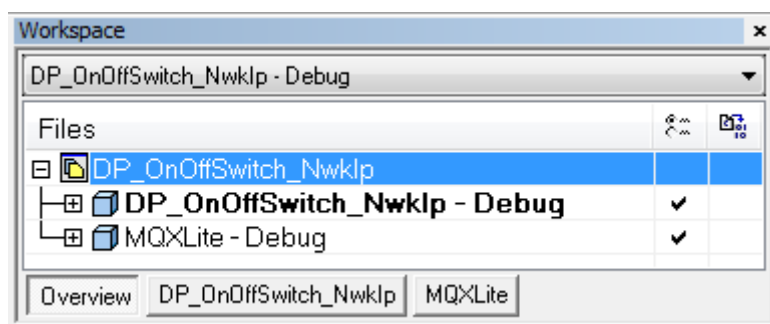 Workspace x
DP_OnOffSwitch_NwkIp - Debug
Files
DP_OnOffSwitch_NwkIp
DP_OnOffSwitch_NwkIp - Debug
MQXLite - Debug
Overview DP_OnOffSwitch_NwkIp MQXLite